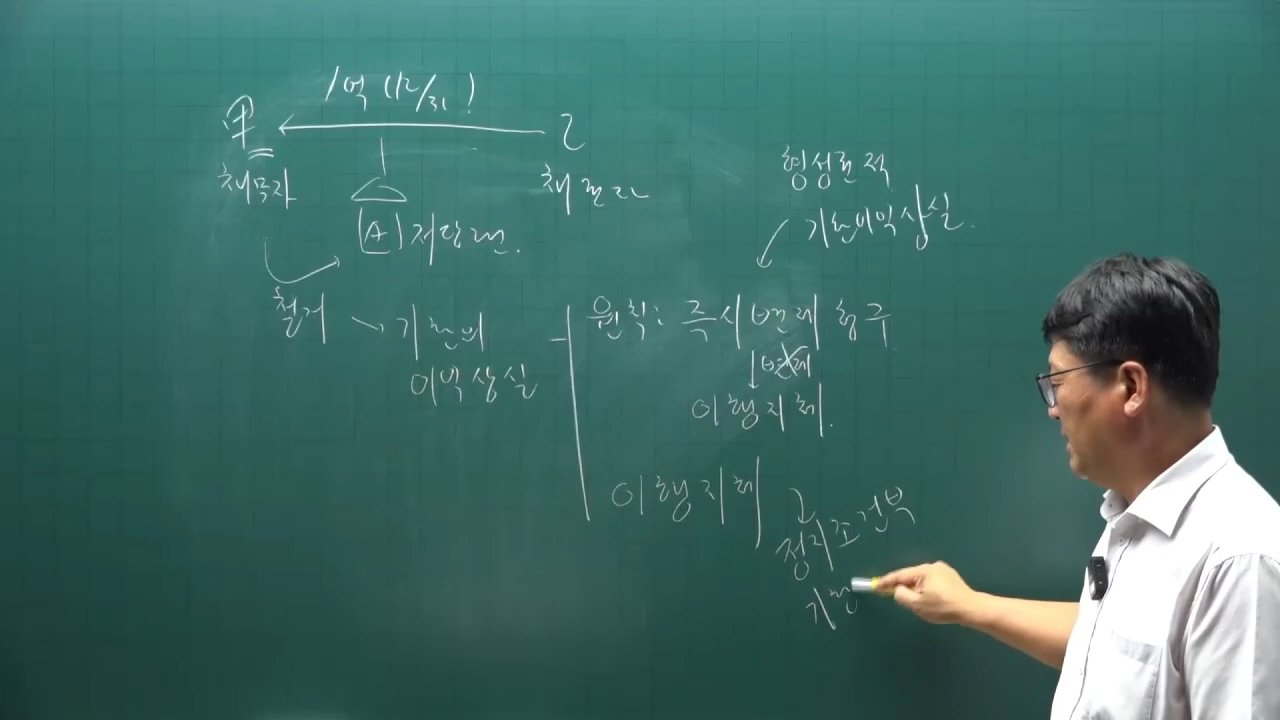 1억 (12/31)
甲 乙
채무자
채권자
[A] 저당권.
철거
기한의
이익상실
형성권적
기한이익상실.
원칙: 즉시변제청구.
변제
이행지체.
이행지체
정지조건부
기한